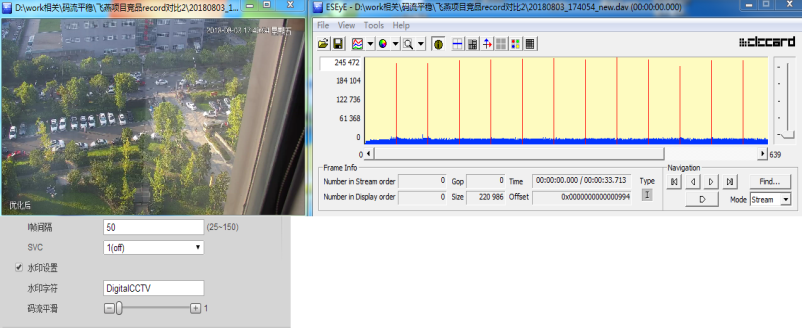 D:\work相关\码流平稳\飞燕项目竞品record对比2\20180803_1...
2018-08-03 17:40:54 星期五
优化后
I帧间隔 50 (25~150)
SVC 1(off)
水印设置
水印字符 DigitalCCTV
码流平滑 1
ESEyE - D:\work相关\码流平稳\飞燕项目竞品record对比2\20180803_174054_new.dav (00:00:00.000)
File View Tools Help
elecard
245 472
184 104
122 736
61 368
0 639
Frame Info
Number in Stream order 0 Gop 0 Time 00:00:00.000 / 00:00:33.713 Type
Number in Display order 0 Size 220 986 Offset 0x0000000000000994 I
Navigation
Find...
D Mode Stream